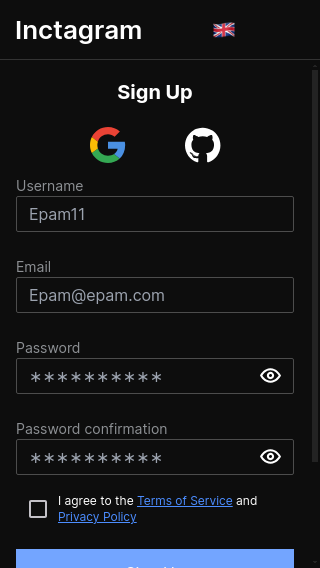 Inctagram
Sign Up
Username
Epam11
Email
Epam@epam.com
Password
**********
Password confirmation
**********
I agree to the Terms of Service and
Privacy Policy